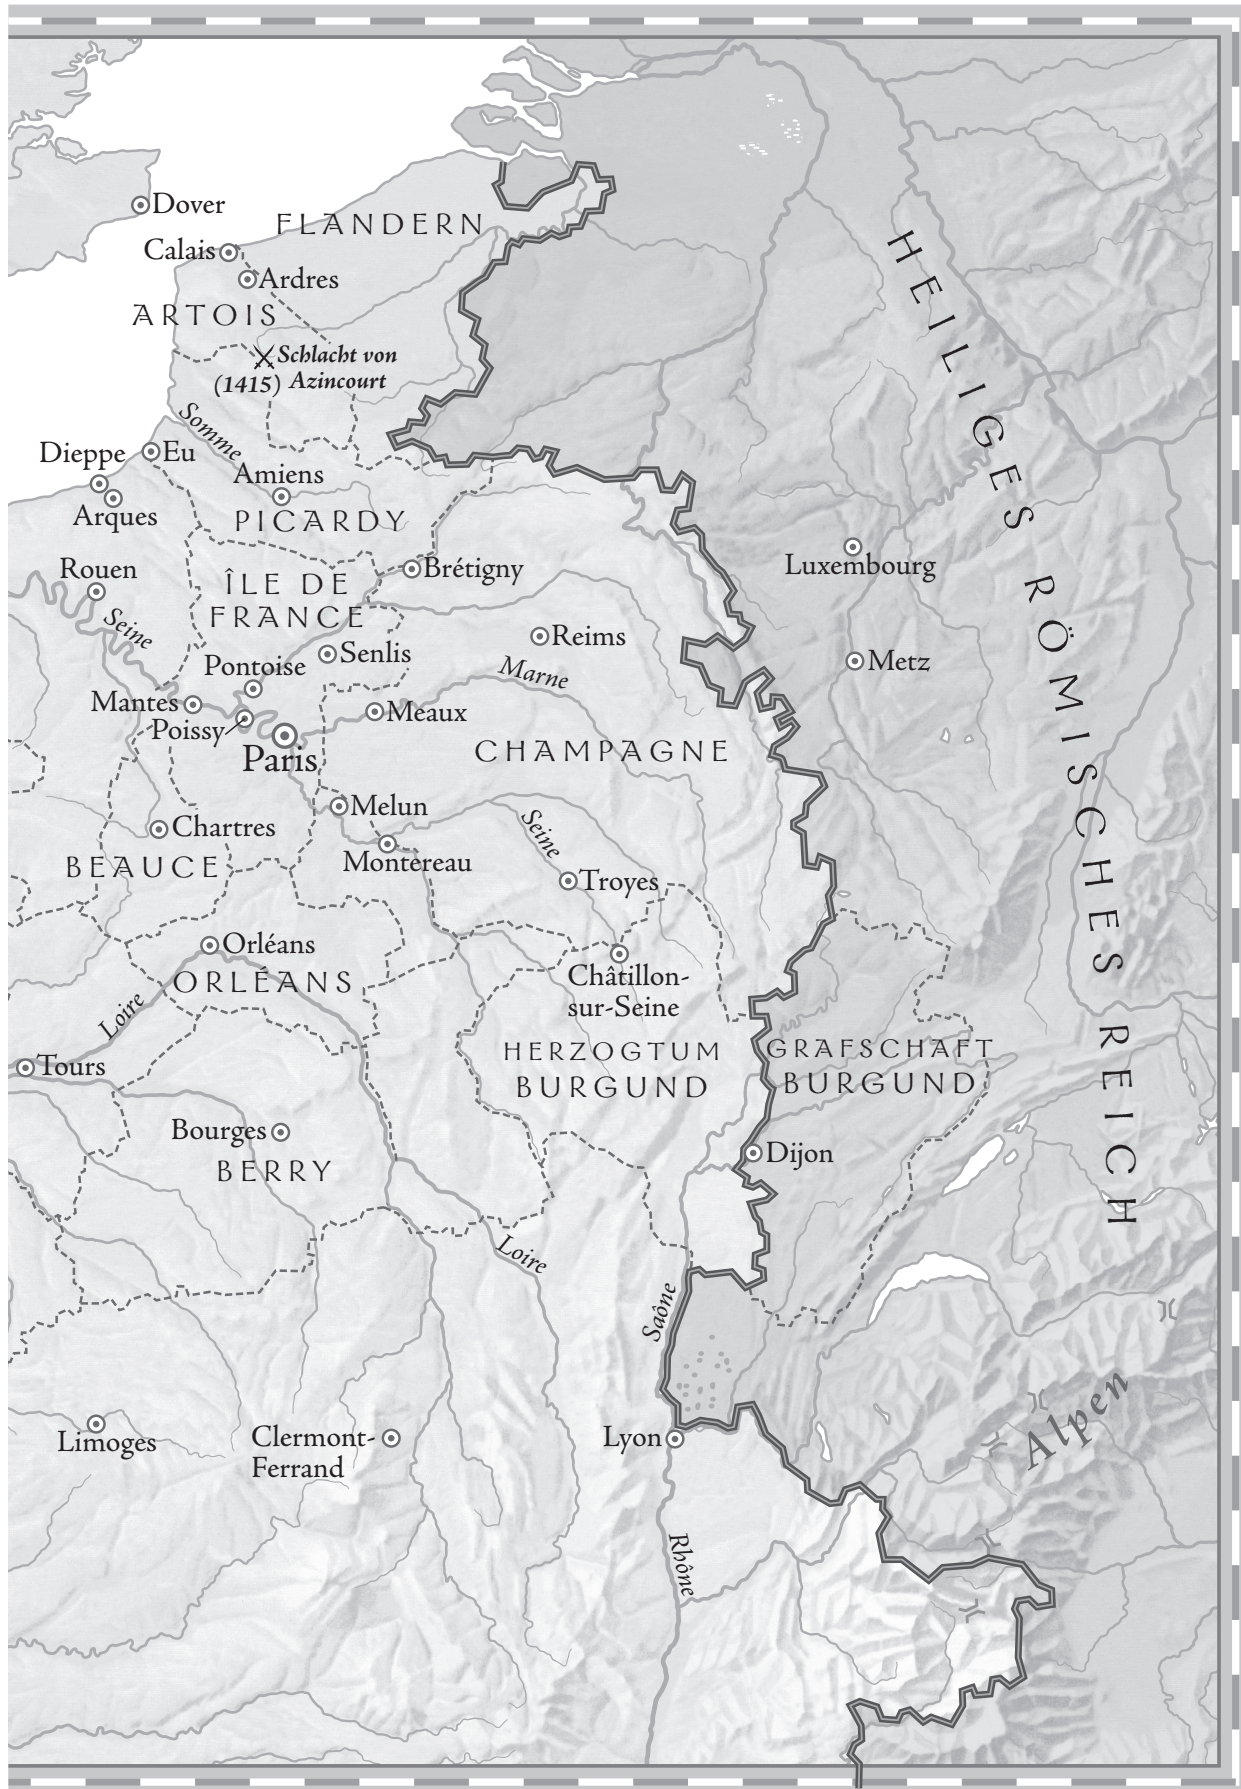 Dover
FLANDERN
Calais
Ardres
ARTOIS
Schlacht von
(1415) Azincourt
Somme
Dieppe
Eu
Amiens
Arques
PICARDY
Rouen
ÎLE DE
FRANCE
Brétigny
Seine
Reims
Senlis
Pontoise
Marne
Mantes
Meaux
Poissy
Paris
CHAMPAGNE
Luxembourg
Metz
HEILIGES RÖMISCHES REICH
Melun
Chartres
Seine
Montereau
BEAUCE
Troyes
Orléans
ORLÉANS
Châtillon-
sur-Seine
Loire
HERZOGTUM
BURGUND
GRAFSCHAFT
BURGUND
Tours
Bourges
BERRY
Dijon
Loire
Saône
Alpen
Limoges
Clermont-
Ferrand
Lyon
Rhône